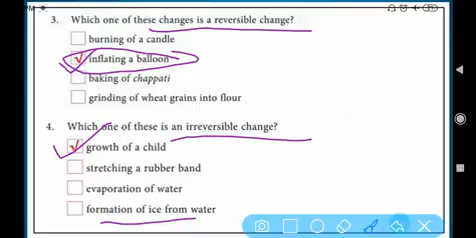 PM
3. Which one of these changes is a reversible change?
burning of a candle
inflating a balloon
baking of chappati
grinding of wheat grains into flour
4. Which one of these is an irreversible change?
growth of a child
stretching a rubber band
evaporation of water
formation of ice from water